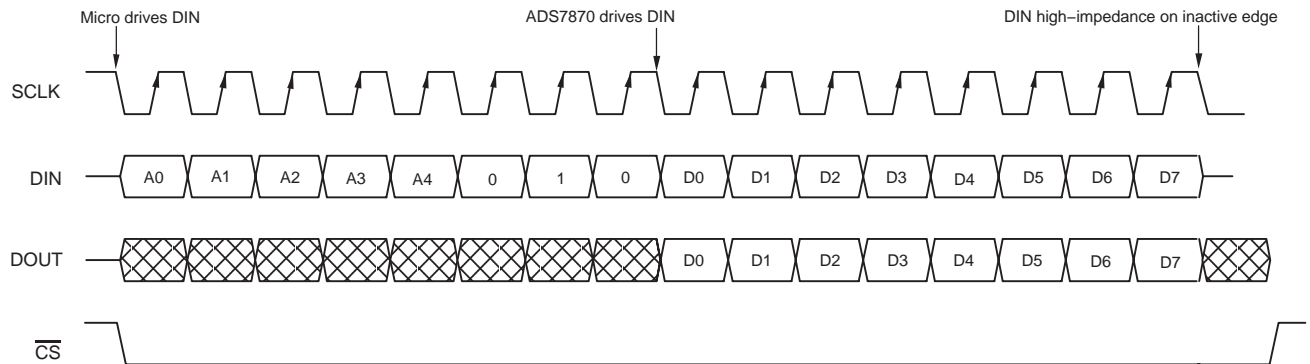 Micro drives DIN ADS7870 drives DIN DIN high−impedance on inactive edge
SCLK
DIN A0 A1 A2 A3 A4 0 1 0 D0 D1 D2 D3 D4 D5 D6 D7
DOUT D0 D1 D2 D3 D4 D5 D6 D7
CS